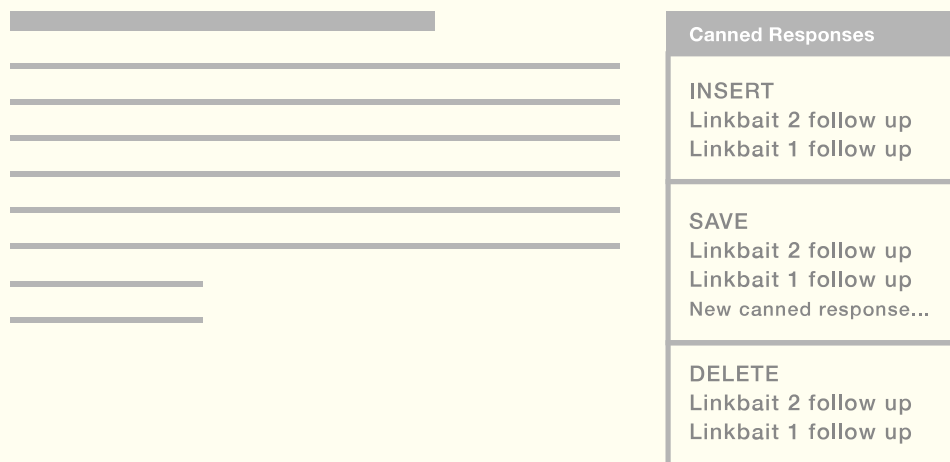 Canned Responses
INSERT
Linkbait 2 follow up
Linkbait 1 follow up
SAVE
Linkbait 2 follow up
Linkbait 1 follow up
New canned response...
DELETE
Linkbait 2 follow up
Linkbait 1 follow up